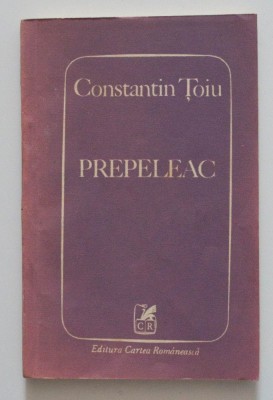 Constantin Țoiu
PREPELEAC
CR
Editura Cartea Românească